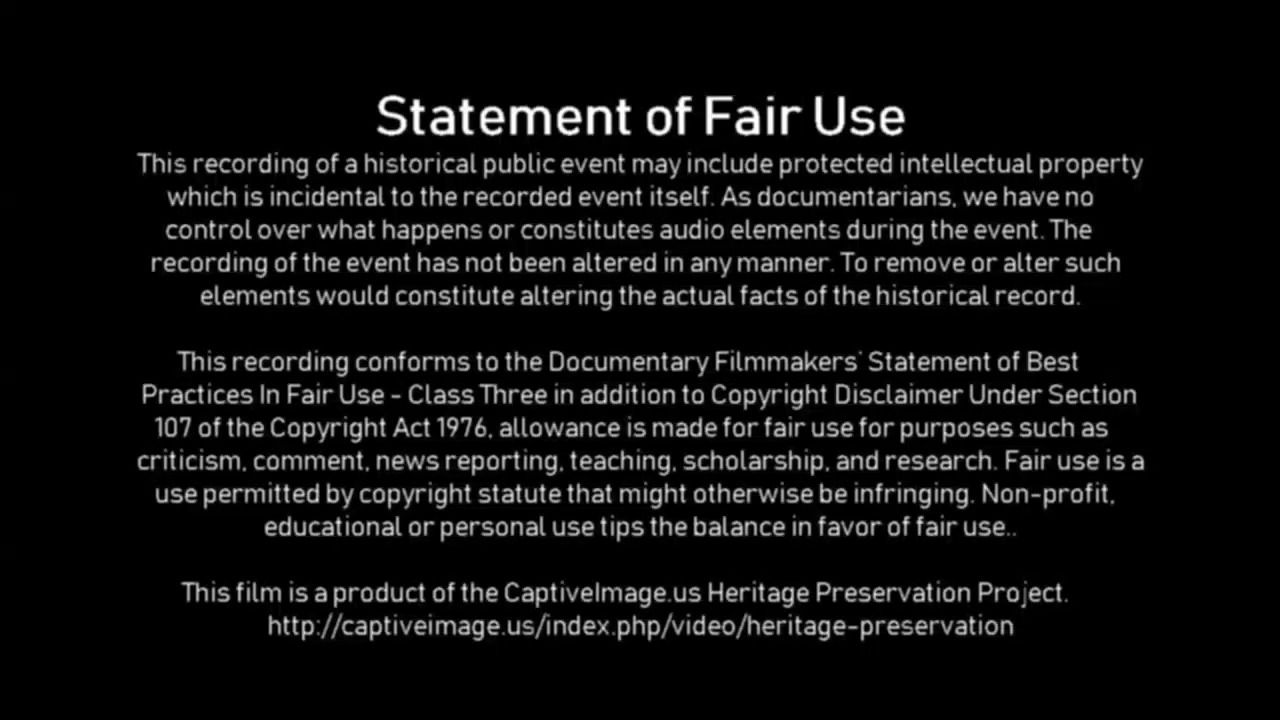 Statement of Fair Use
This recording of a historical public event may include protected intellectual property
which is incidental to the recorded event itself. As documentarians, we have no
control over what happens or constitutes audio elements during the event. The
recording of the event has not been altered in any manner. To remove or alter such
elements would constitute altering the actual facts of the historical record.
This recording conforms to the Documentary Filmmakers' Statement of Best
Practices In Fair Use - Class Three in addition to Copyright Disclaimer Under Section
107 of the Copyright Act 1976, allowance is made for fair use for purposes such as
criticism, comment, news reporting, teaching, scholarship, and research. Fair use is a
use permitted by copyright statute that might otherwise be infringing. Non-profit,
educational or personal use tips the balance in favor of fair use..
This film is a product of the CaptiveImage.us Heritage Preservation Project.
http://captiveimage.us/index.php/video/heritage-preservation